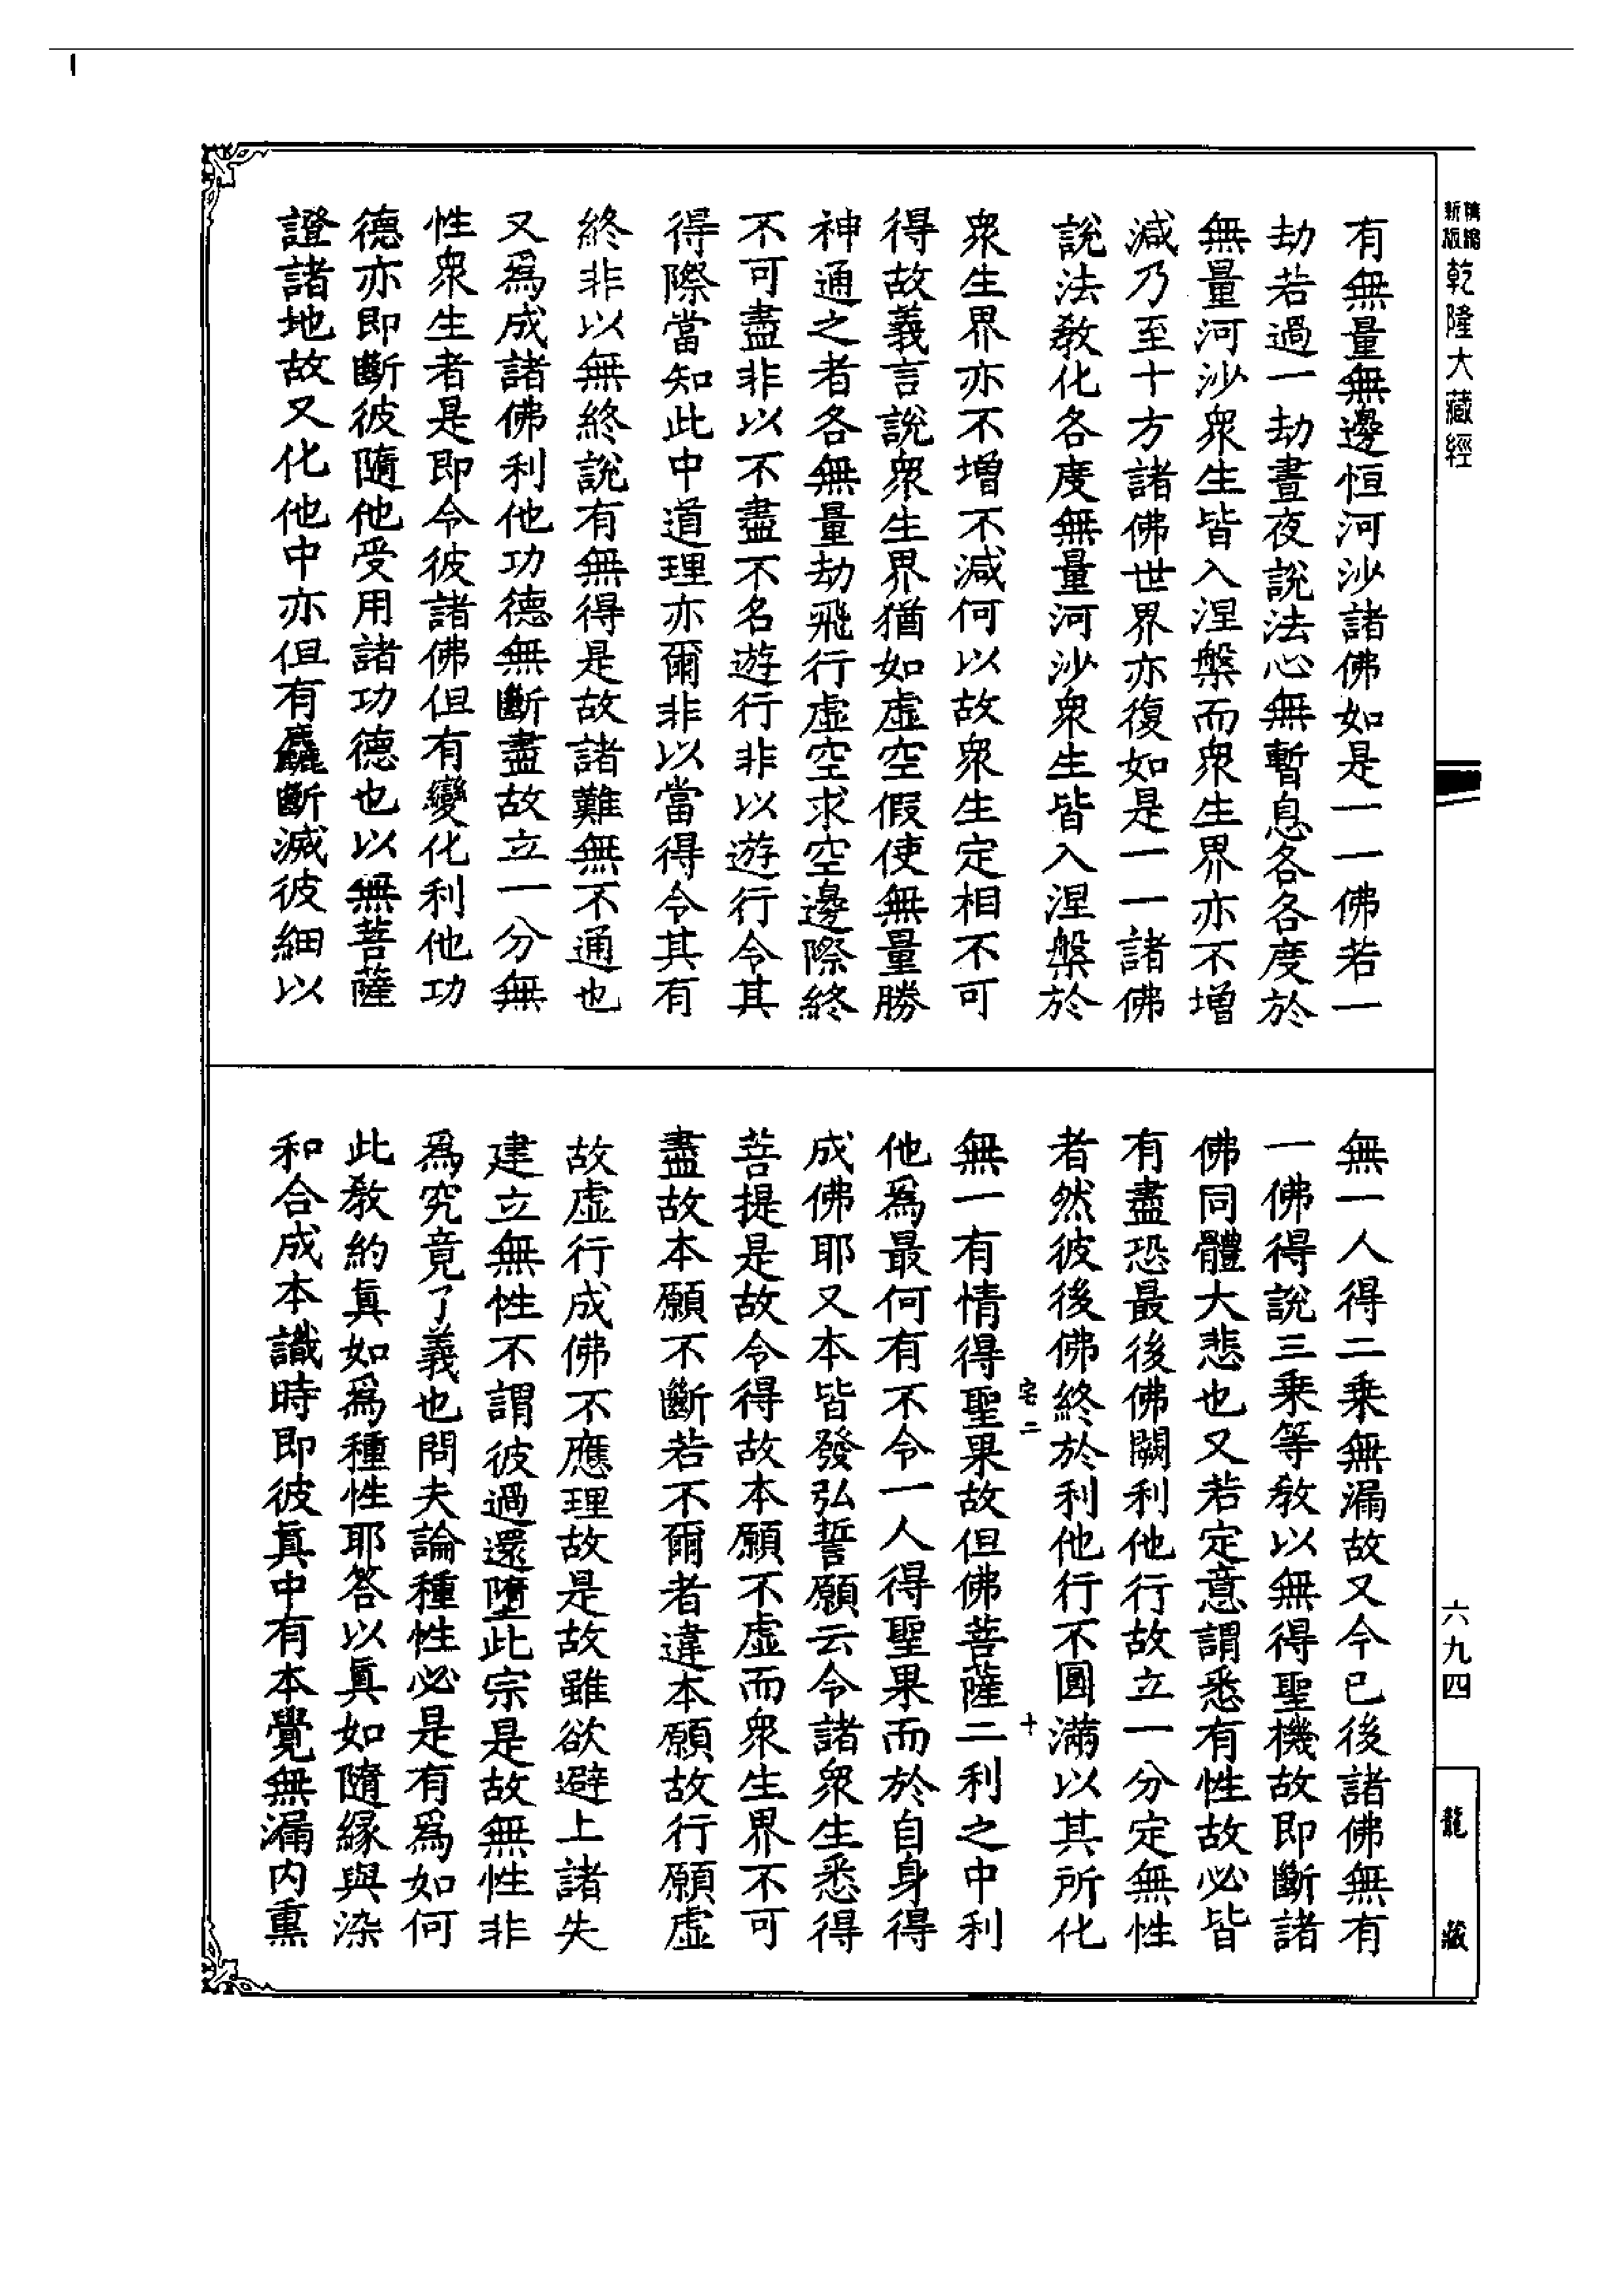 新版
乾隆大藏經
有無量無邊恒河沙諸佛如是一一佛若一
劫若過一劫晝夜說法心無暫息各各度於
無量河沙衆生皆入涅槃而衆生界亦不增
減乃至十方諸佛世界亦復如是一一諸佛
說法教化各度無量河沙衆生皆入涅槃於
衆生界亦不增不減何以故衆生定相不可
得故義言說衆生界猶如虛空假使無量勝
神通之者各無量劫飛行虛空求空邊際終
不可盡非以不盡不名遊行非以遊行令其
得際當知此中道理亦爾非以當得令其有
終非以無終說有無得是故諸難無不通也
又爲成諸佛利他功德無斷盡故立一分無
性衆生者是即令彼諸佛但有變化利他功
德亦即斷彼隨他受用諸功德也以無菩薩
證諸地故又化他中亦但有麤斷滅彼細以
無一人得二乗無漏故又今已後諸佛無有
一佛得說三乗等教以無得聖機故即斷諸
佛同體大悲也又若定意謂悉有性故必皆
有盡恐最後佛闕利他行故立一分定無性
者然彼後佛終於利他行不圓滿以其所化
宅二
十
無一有情得聖果故但佛菩薩二利之中利
他爲最何有不令一人得聖果而於自身得
成佛耶又本皆發弘誓願云令諸衆生悉得
菩提是故令得故本願不虛而衆生界不可
盡故本願不斷若不爾者違本願故行願虛
故虛行成佛不應理故是故雖欲避上諸失
建立無性不謂彼過還墮此宗是故無性非
爲究竟了義也問夫論種性必是有爲如何
此教約眞如爲種性耶答以眞如隨緣與染
和合成本識時即彼眞中有本覺無漏内熏
六九四
龍藏